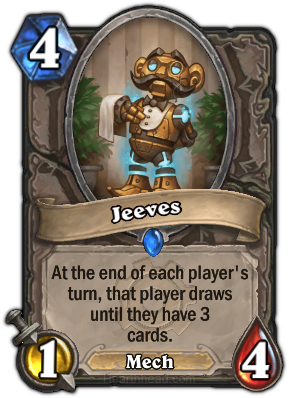 4
Jeeves
At the end of each player's
turn, that player draws
until they have 3
cards.
Mech
1
4